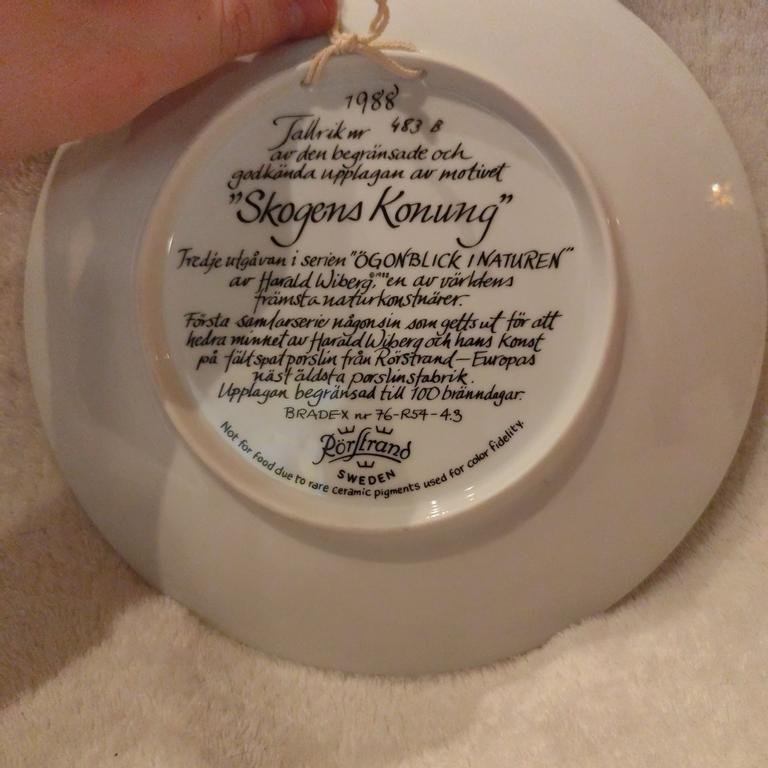 1988
Tallrik nr 483 B
av den begränsade och
godkända upplagan av motivet
"Skogens Konung"
Tredje utgåvan i serien "ÖGONBLICK I NATUREN"
av Harald Wiberg, en av världens
främsta naturkonstnärer.
Första samlarserie någonsin som getts ut för att
hedra minnet av Harald Wiberg och hans konst
på fältspatporslin från Rörstrand – Europas
näst äldsta porslinsfabrik.
Upplagan begränsad till 100 bränndagar.
BRADEX nr 76-R54-4.3
Rörstrand
SWEDEN
Not for food due to rare ceramic pigments used for color fidelity.